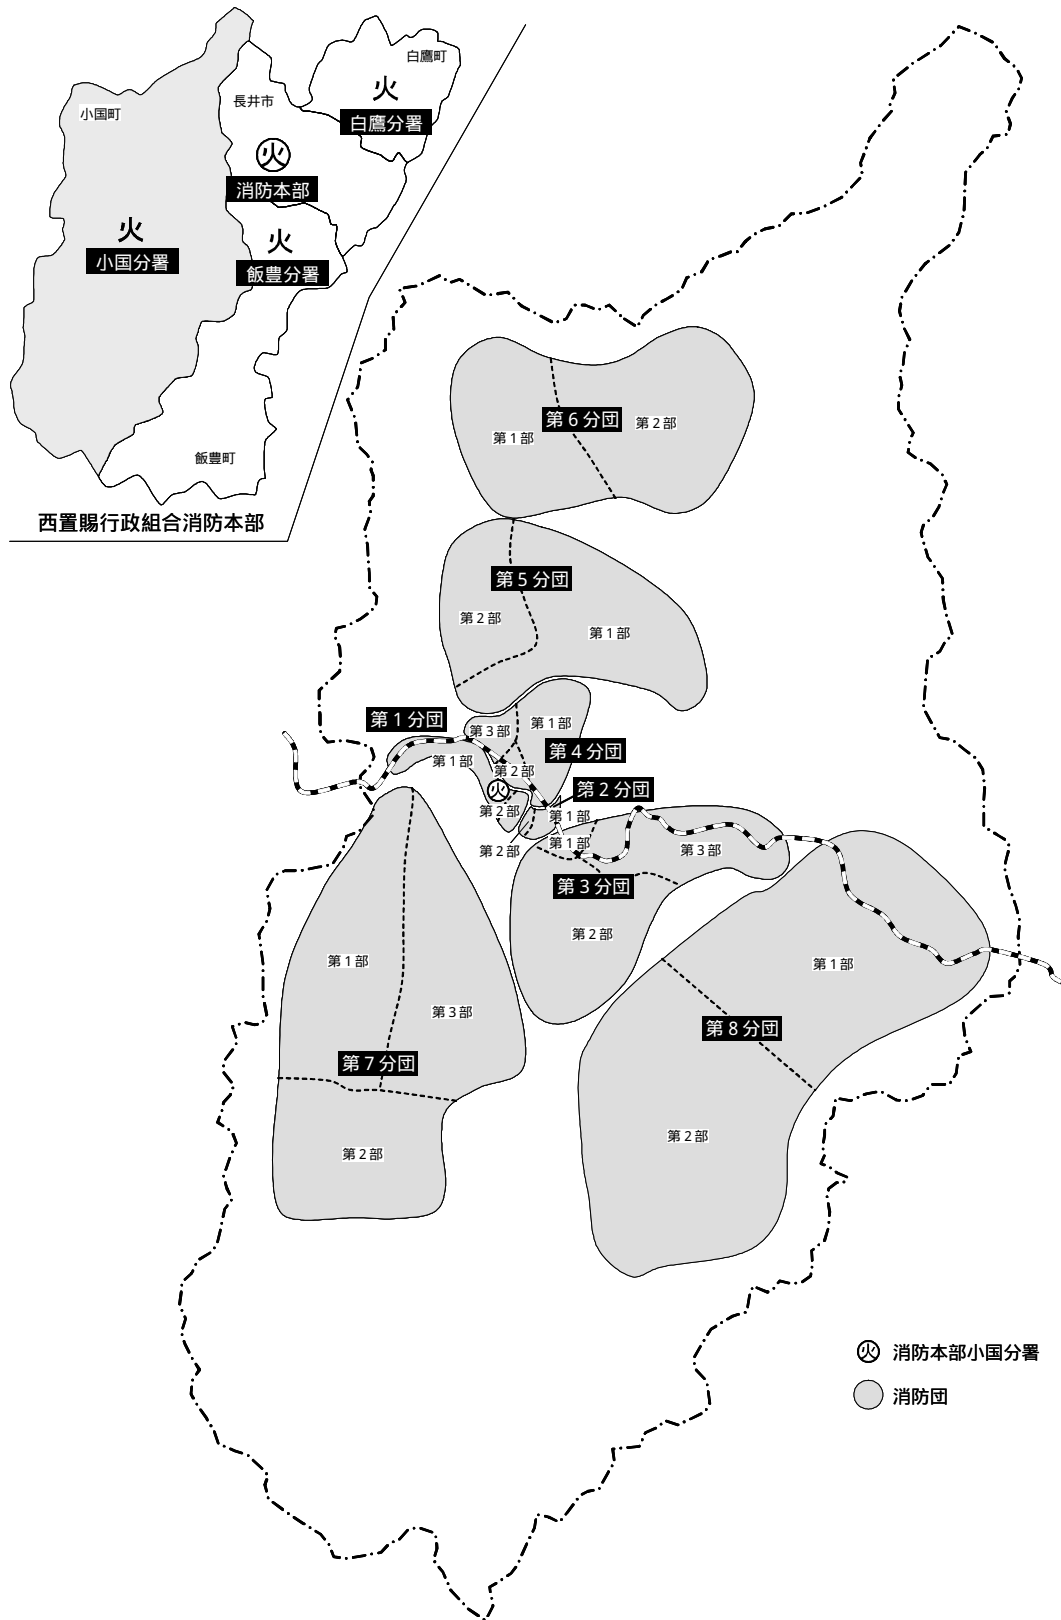 白鷹町
火
白鷹分署
長井市
小国町
火
消防本部
火
小国分署
火
飯豊分署
飯豊町
西置賜行政組合消防本部
第6分団
第1部
第2部
第5分団
第2部
第1部
第1分団
第3部
第1部
第4分団
第1部
第2部
第2分団
火
第2部
第1部
第1部
第2部
第3部
第3分団
第2部
第1部
第1部
第3部
第8分団
第7分団
第2部
第2部
火 消防本部小国分署
消防団